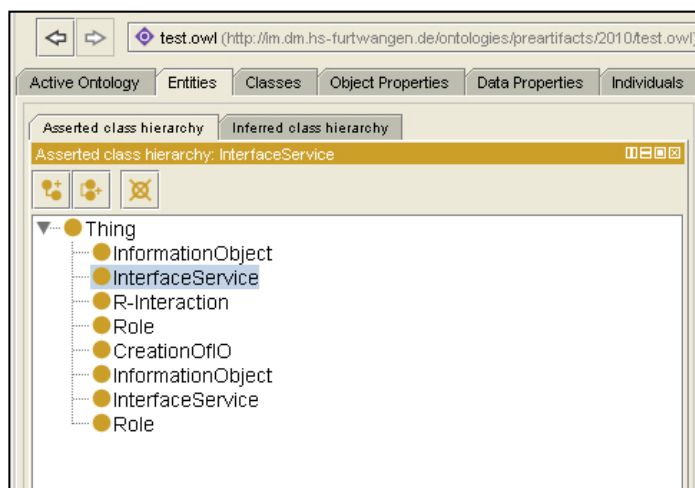 test.owl (http://im.dm.hs-furtwangen.de/ontologies/preartifacts/2010/test.owl)
Active Ontology Entities Classes Object Properties Data Properties Individuals
Asserted class hierarchy Inferred class hierarchy
Asserted class hierarchy: InterfaceService
Thing
InformationObject
InterfaceService
R-Interaction
Role
CreationOfIO
InformationObject
InterfaceService
Role